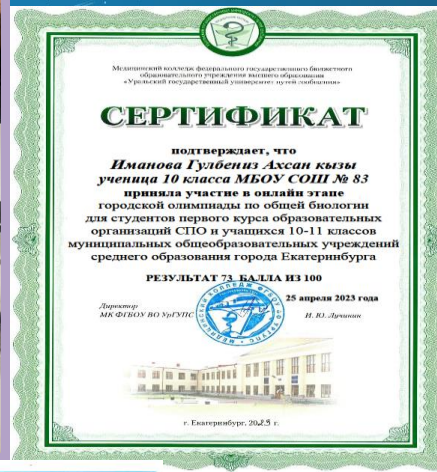 Медицинский колледж федерального государственного бюджетного
образовательного учреждения высшего образования
«Уральский государственный университет путей сообщения»
СЕРТИФИКАТ
подтверждает, что
Иманова Гулбениз Ахсан кызы
ученица 10 класса МБОУ СОШ № 83
приняла участие в онлайн этапе
городской олимпиады по общей биологии
для студентов первого курса образовательных
организаций СПО и учащихся 10-11 классов
муниципальных общеобразовательных учреждений
среднего образования города Екатеринбурга
РЕЗУЛЬТАТ 73 БАЛЛА ИЗ 100
25 апреля 2023 года
Директор
МК ФГБОУ ВО УрГУПС
И. Ю. Лучинин
г. Екатеринбург, 2023 г.